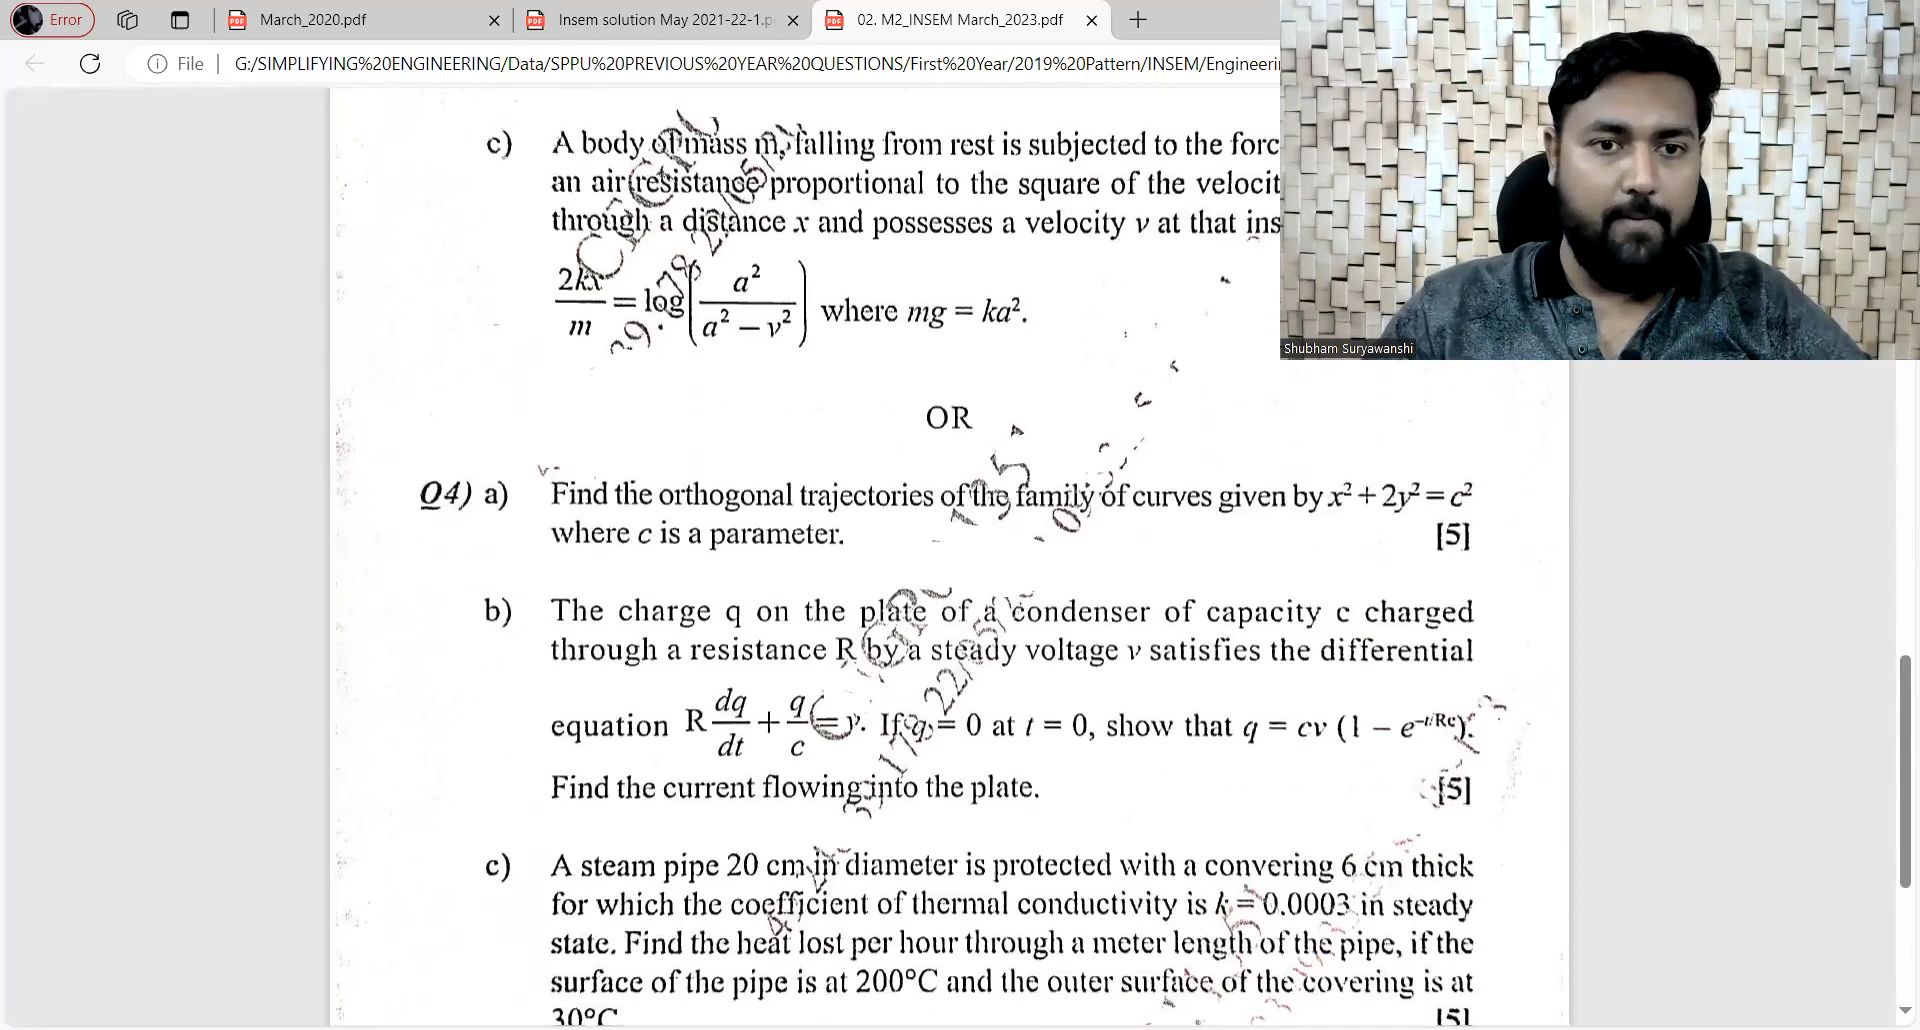 Error
March_2020.pdf
Insem solution May 2021-22-1.p
02. M2_INSEM March_2023.pdf
File
G:/SIMPLIFYING%20ENGINEERING/Data/SPPU%20PREVIOUS%20YEAR%20QUESTIONS/First%20Year/2019%20Pattern/INSEM/Engineerin
Shubham Suryawanshi
c) A body of mass m, falling from rest is subjected to the forc
an air resistance proportional to the square of the velocit
through a distance x and possesses a velocity v at that ins
2kx/m = log(a²/(a² – v²)) where mg = ka².
OR
Q4) a) Find the orthogonal trajectories of the family of curves given by x² + 2y² = c²
where c is a parameter. [5]
b) The charge q on the plate of a condenser of capacity c charged
through a resistance R by a steady voltage v satisfies the differential
equation R dq/dt + q/c = v. If q = 0 at t = 0, show that q = cv (1 – e^(–t/Rc)).
Find the current flowing into the plate. [5]
c) A steam pipe 20 cm in diameter is protected with a convering 6 cm thick
for which the coefficient of thermal conductivity is k = 0.0003 in steady
state. Find the heat lost per hour through a meter length of the pipe, if the
surface of the pipe is at 200°C and the outer surface of the covering is at
30°C [5]